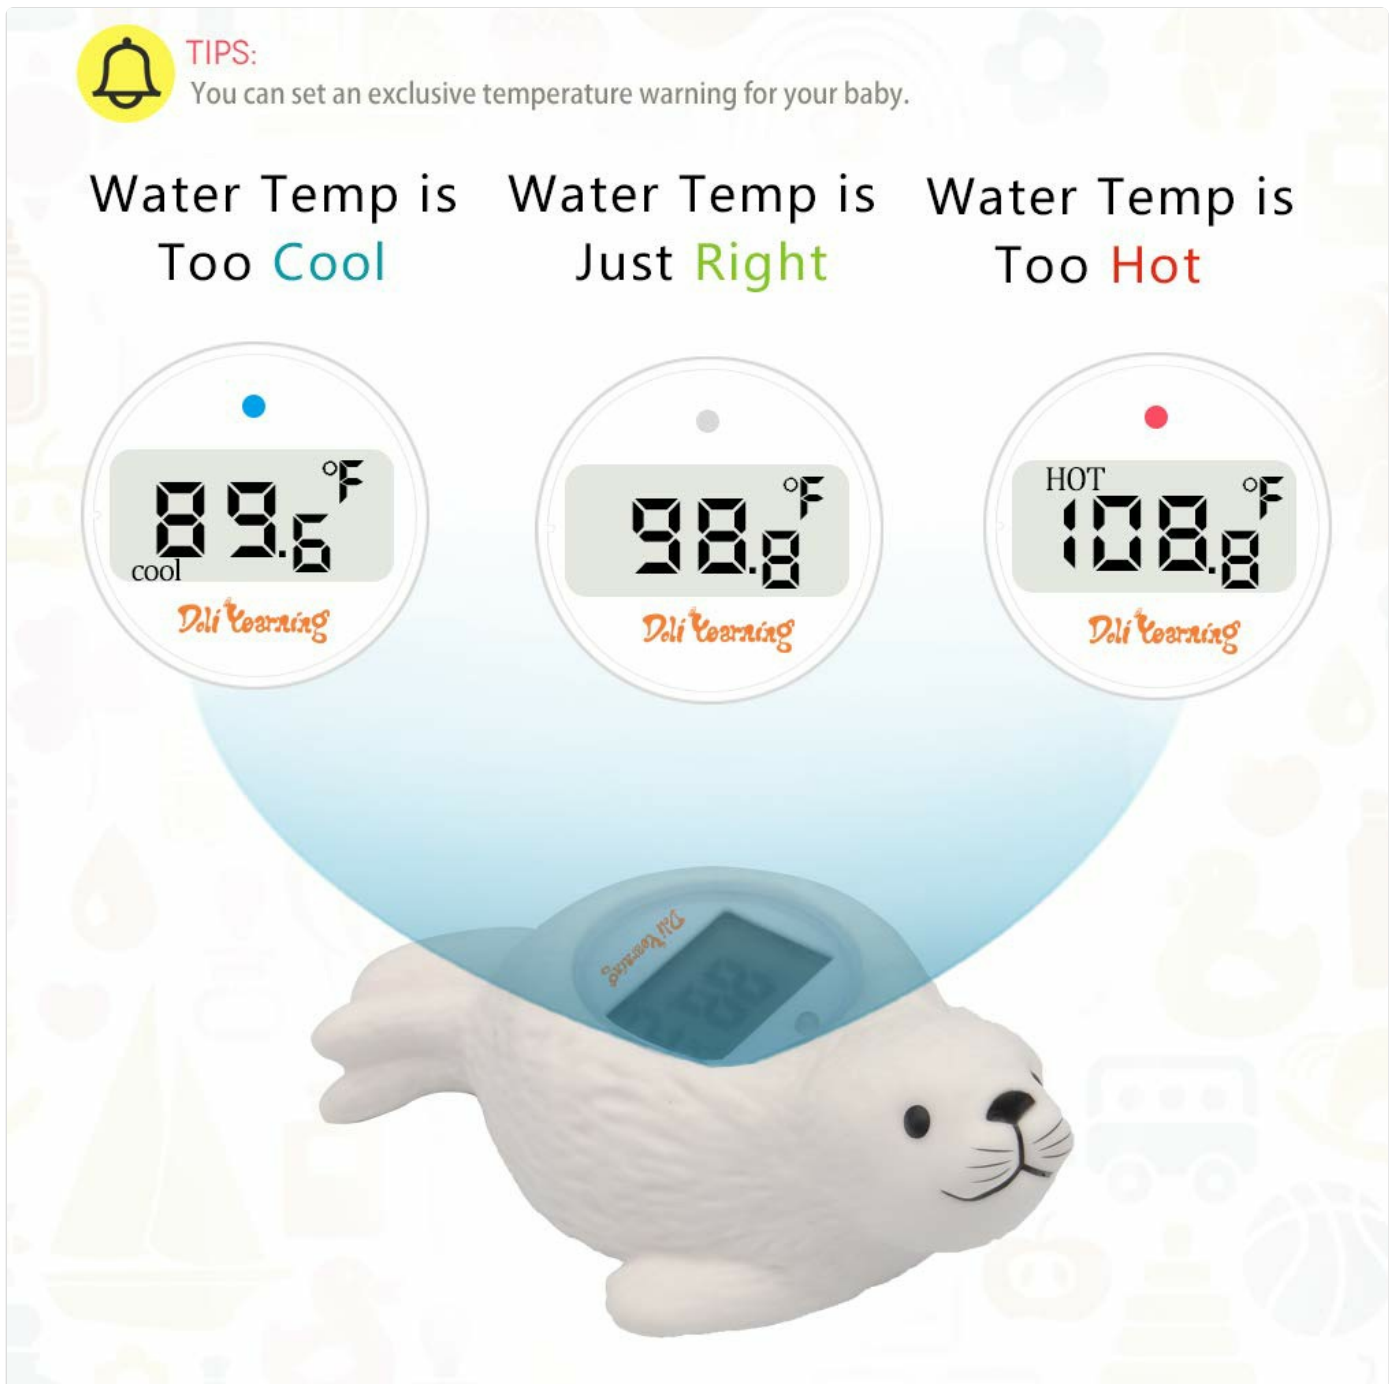 TIPS:
You can set an exclusive temperature warning for your baby.
Water Temp is
Too Cool
Water Temp is
Just Right
Water Temp is
Too Hot
89.6 °F
cool
Doli Yearning
98.8 °F
Doli Yearning
HOT
108.8 °F
Doli Yearning
Doli Yearning